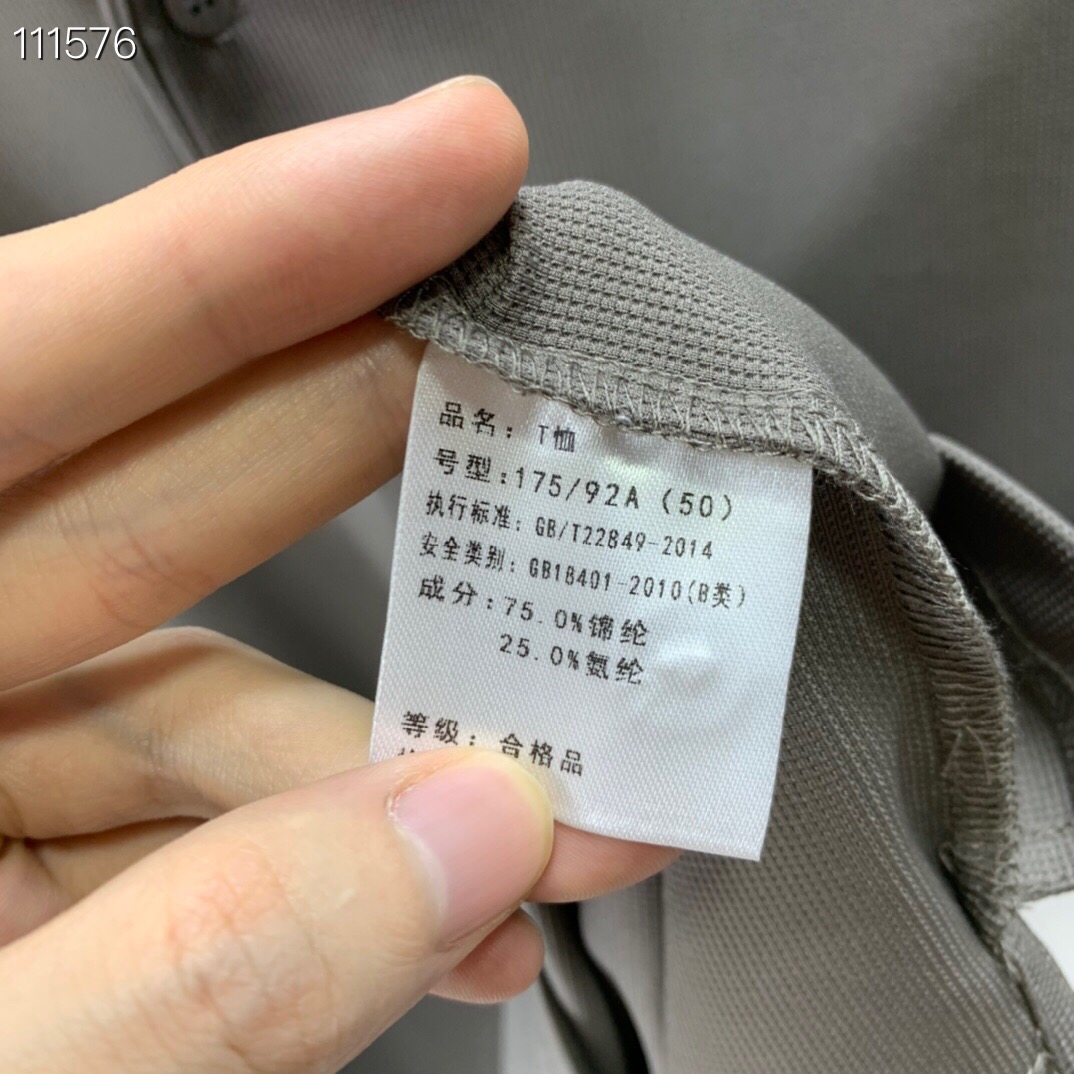 111576
品名: T恤
号型:175/92A (50)
执行标准: GB/T22849-2014
安全类别: GB18401-2010(B类)
成分:75.0%锦纶
25.0%氨纶
等级: 合格品